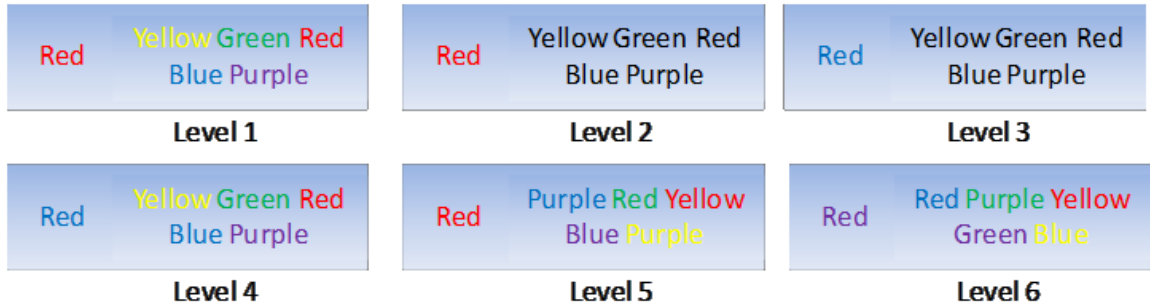 Red
Yellow Green Red
Blue Purple
Level 1
Red
Yellow Green Red
Blue Purple
Level 2
Red
Yellow Green Red
Blue Purple
Level 3
Red
Yellow Green Red
Blue Purple
Level 4
Red
Purple Red Yellow
Blue Purple
Level 5
Red
Red Purple Yellow
Green Blue
Level 6